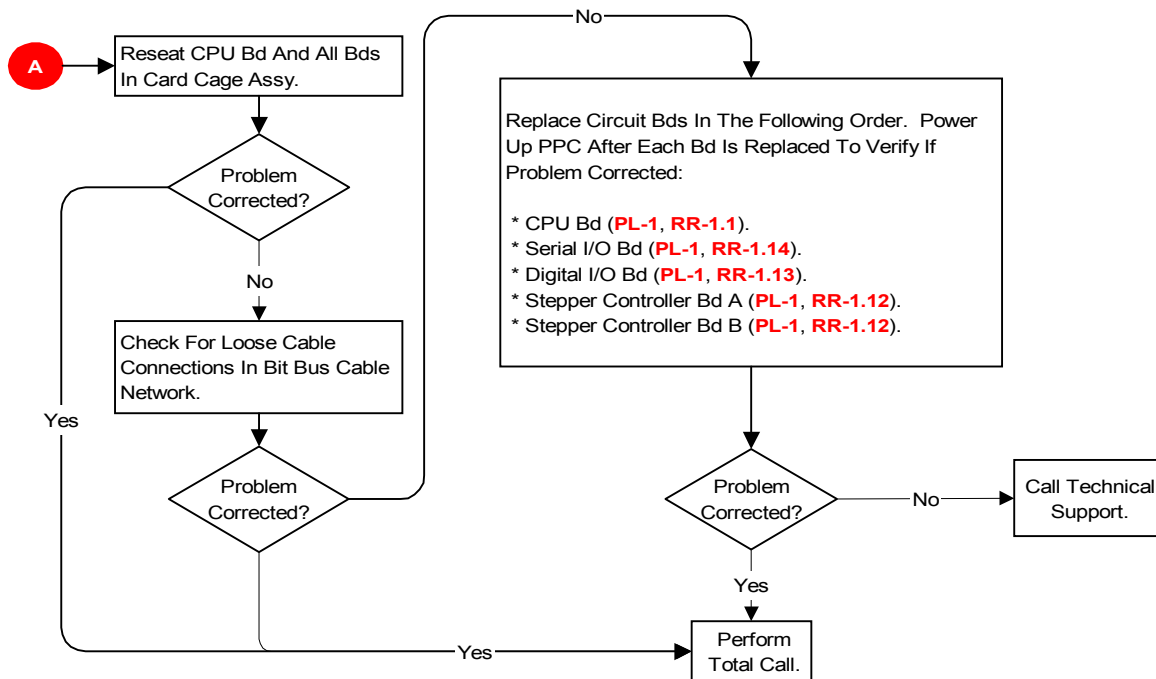 A
Reseat CPU Bd And All Bds
In Card Cage Assy.
Problem
Corrected?
No
Check For Loose Cable
Connections In Bit Bus Cable
Network.
Yes
Problem
Corrected?
Yes
No
Replace Circuit Bds In The Following Order.  Power
Up PPC After Each Bd Is Replaced To Verify If
Problem Corrected:
* CPU Bd (PL-1, RR-1.1).
* Serial I/O Bd (PL-1, RR-1.14).
* Digital I/O Bd (PL-1, RR-1.13).
* Stepper Controller Bd A (PL-1, RR-1.12).
* Stepper Controller Bd B (PL-1, RR-1.12).
Problem
Corrected?
No
Call Technical
Support.
Yes
Perform
Total Call.